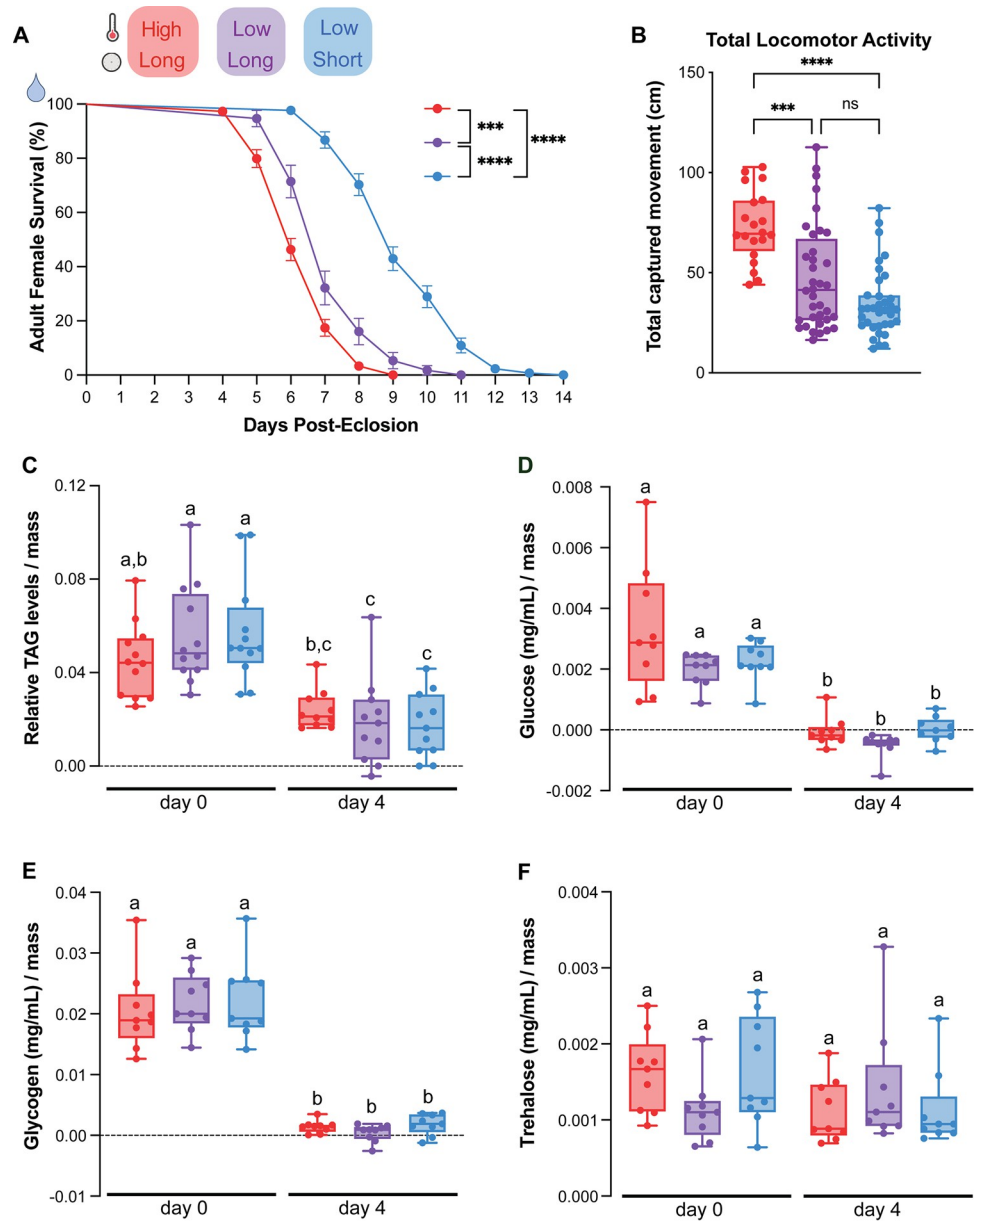 A
High
Long
Low
Long
Low
Short
Adult Female Survival (%)
100
80
60
40
20
0
0 1 2 3 4 5 6 7 8 9 10 11 12 13 14
Days Post-Eclosion
***
****
****
B
Total Locomotor Activity
Total captured movement (cm)
150
100
50
0
****
***
ns
C
Relative TAG levels / mass
0.12
0.08
0.04
0.00
a,b
a
a
b,c
c
c
day 0
day 4
D
Glucose (mg/mL) / mass
0.008
0.006
0.004
0.002
0.000
-0.002
a
a
a
b
b
b
day 0
day 4
E
Glycogen (mg/mL) / mass
0.04
0.03
0.02
0.01
0.00
-0.01
a
a
a
b
b
b
day 0
day 4
F
Trehalose (mg/mL) / mass
0.004
0.003
0.002
0.001
0.000
a
a
a
a
a
a
day 0
day 4